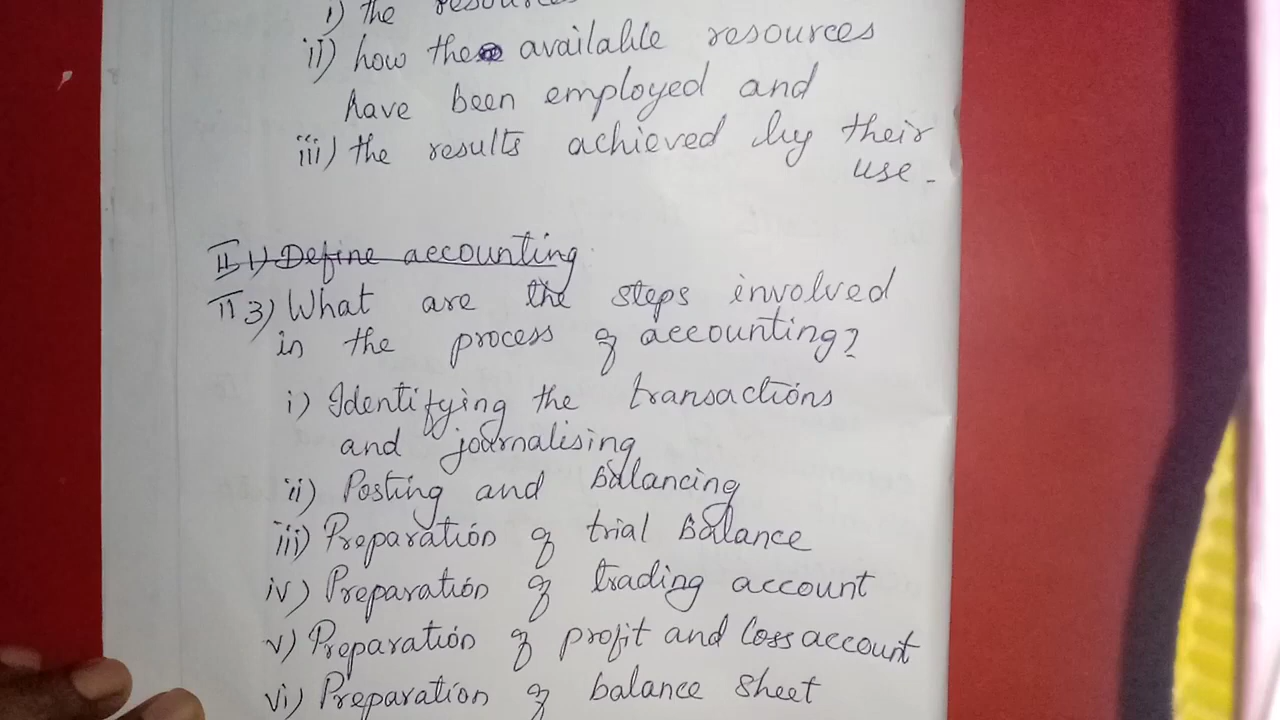 i) the resources
ii) how the available resources
have been employed and
iii) the results achieved by their
use.
II 1) Define accounting
II 3) What are the steps involved
in the process of accounting?
i) Identifying the transactions
and journalising
ii) Posting and balancing
iii) Preparation of trial balance
iv) Preparation of trading account
v) Preparation of profit and loss account
vi) Preparation of balance sheet